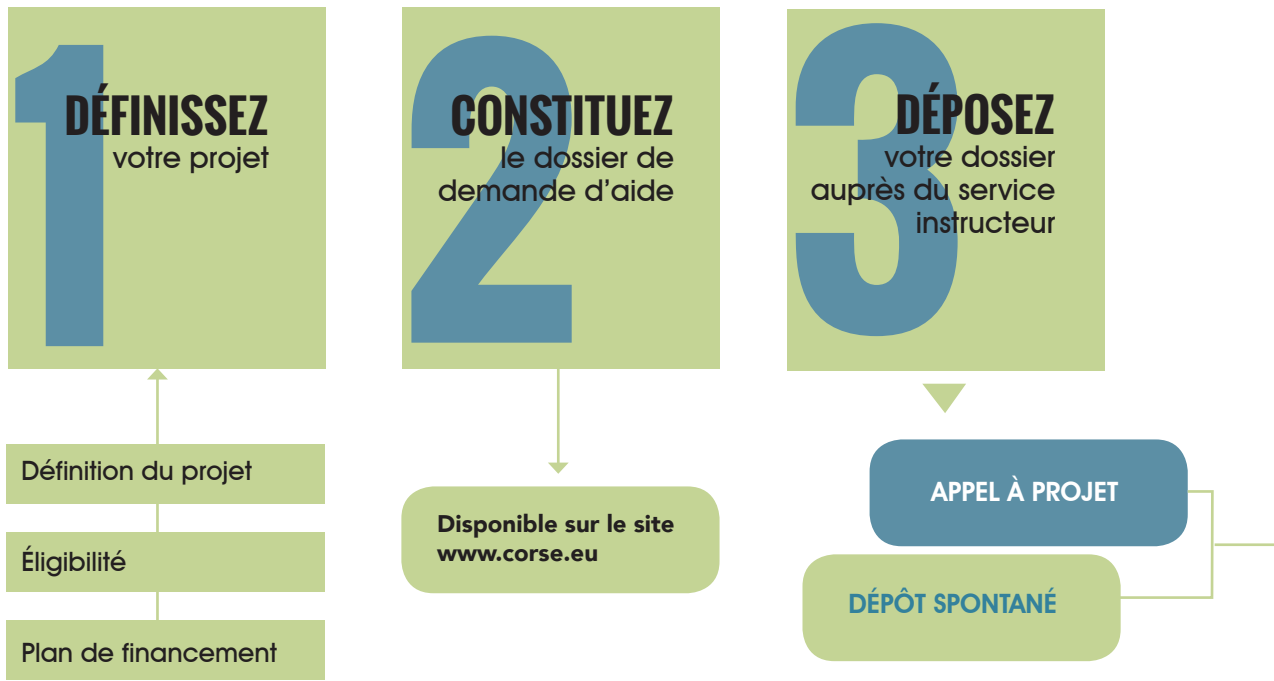 1
DÉFINISSEZ
votre projet
Définition du projet
Éligibilité
Plan de financement
2
CONSTITUEZ
le dossier de
demande d'aide
Disponible sur le site
www.corse.eu
3
DÉPOSEZ
votre dossier
auprès du service
instructeur
APPEL À PROJET
DÉPÔT SPONTANÉ